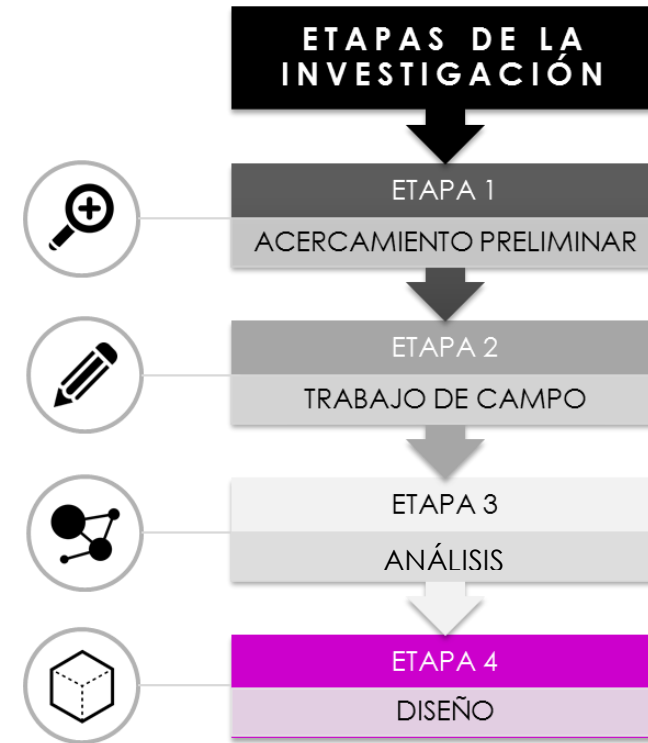 ETAPAS DE LA
INVESTIGACIÓN
ETAPA 1
ACERCAMIENTO PRELIMINAR
ETAPA 2
TRABAJO DE CAMPO
ETAPA 3
ANÁLISIS
ETAPA 4
DISEÑO